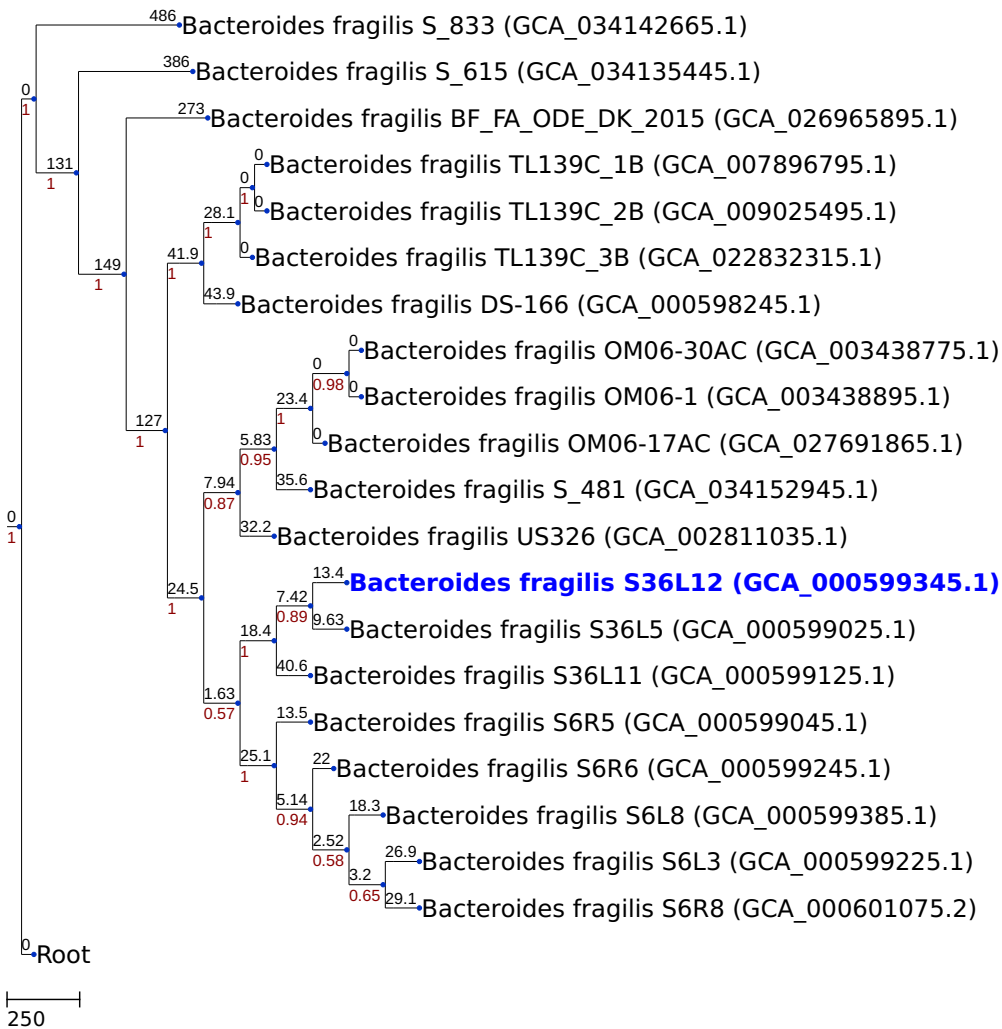 486 Bacteroides fragilis S_833 (GCA_034142665.1)
386 Bacteroides fragilis S_615 (GCA_034135445.1)
0
1
273 Bacteroides fragilis BF_FA_ODE_DK_2015 (GCA_026965895.1)
0 Bacteroides fragilis TL139C_1B (GCA_007896795.1)
131
1
0
1
0 Bacteroides fragilis TL139C_2B (GCA_009025495.1)
28.1
1
0 Bacteroides fragilis TL139C_3B (GCA_022832315.1)
149
1
41.9
1
43.9 Bacteroides fragilis DS-166 (GCA_000598245.1)
0 Bacteroides fragilis OM06-30AC (GCA_003438775.1)
0
0.98
0 Bacteroides fragilis OM06-1 (GCA_003438895.1)
23.4
1
127
1
0 Bacteroides fragilis OM06-17AC (GCA_027691865.1)
5.83
0.95
35.6 Bacteroides fragilis S_481 (GCA_034152945.1)
7.94
0.87
32.2 Bacteroides fragilis US326 (GCA_002811035.1)
0
1
13.4 Bacteroides fragilis S36L12 (GCA_000599345.1)
24.5
1
7.42
0.89
9.63 Bacteroides fragilis S36L5 (GCA_000599025.1)
18.4
1
40.6 Bacteroides fragilis S36L11 (GCA_000599125.1)
1.63
0.57
13.5 Bacteroides fragilis S6R5 (GCA_000599045.1)
25.1
1
22 Bacteroides fragilis S6R6 (GCA_000599245.1)
5.14
0.94
18.3 Bacteroides fragilis S6L8 (GCA_000599385.1)
2.52
0.58
26.9 Bacteroides fragilis S6L3 (GCA_000599225.1)
3.2
0.65
29.1 Bacteroides fragilis S6R8 (GCA_000601075.2)
0 Root
250